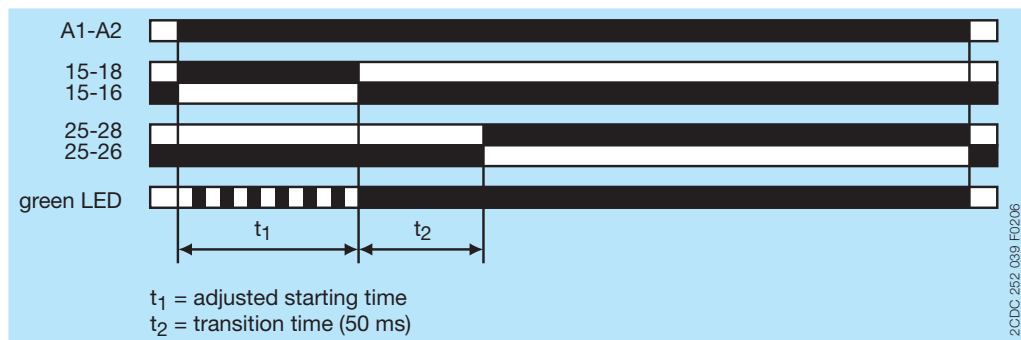 A1-A2
15-18
15-16
25-28
25-26
green LED
t₁
t₂
t₁ = adjusted starting time
t₂ = transition time (50 ms)
2CDC 252 039 F0206